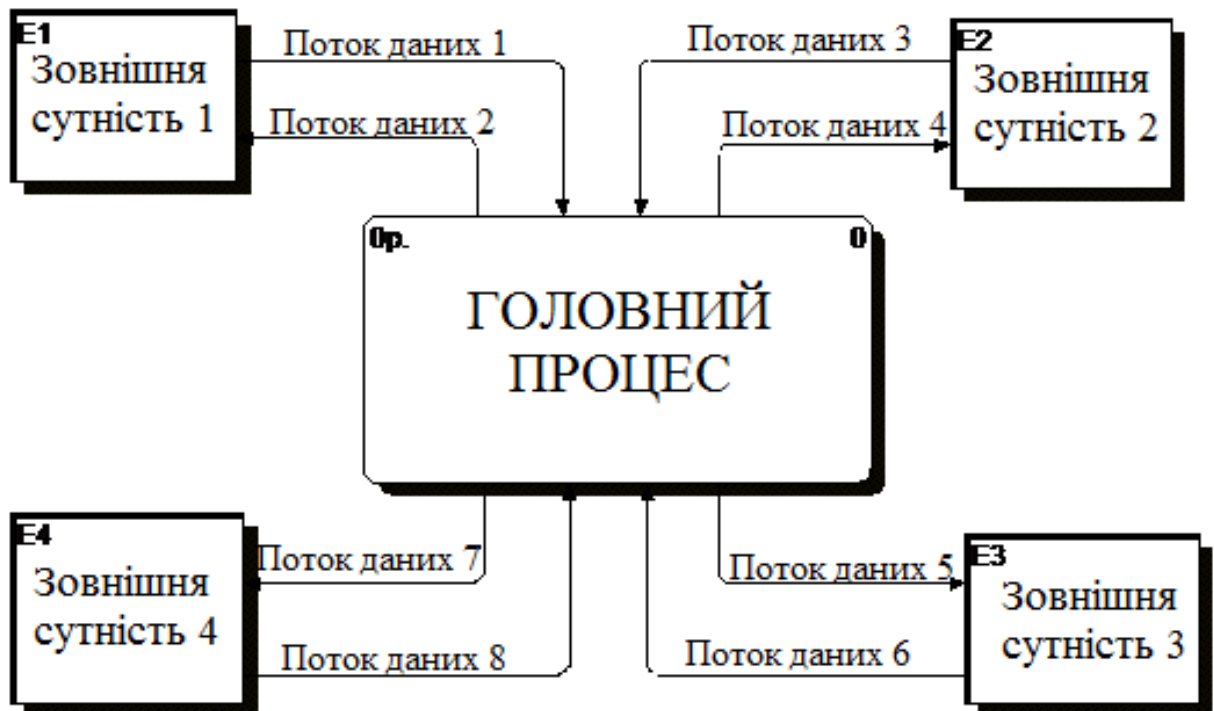 E1
Зовнішня
сутність 1
Поток даних 1
Поток даних 2
Поток даних 3
Поток даних 4
E2
Зовнішня
сутність 2
0р.
0
ГОЛОВНИЙ
ПРОЦЕС
E4
Зовнішня
сутність 4
Поток даних 7
Поток даних 8
Поток даних 5
Поток даних 6
E3
Зовнішня
сутність 3